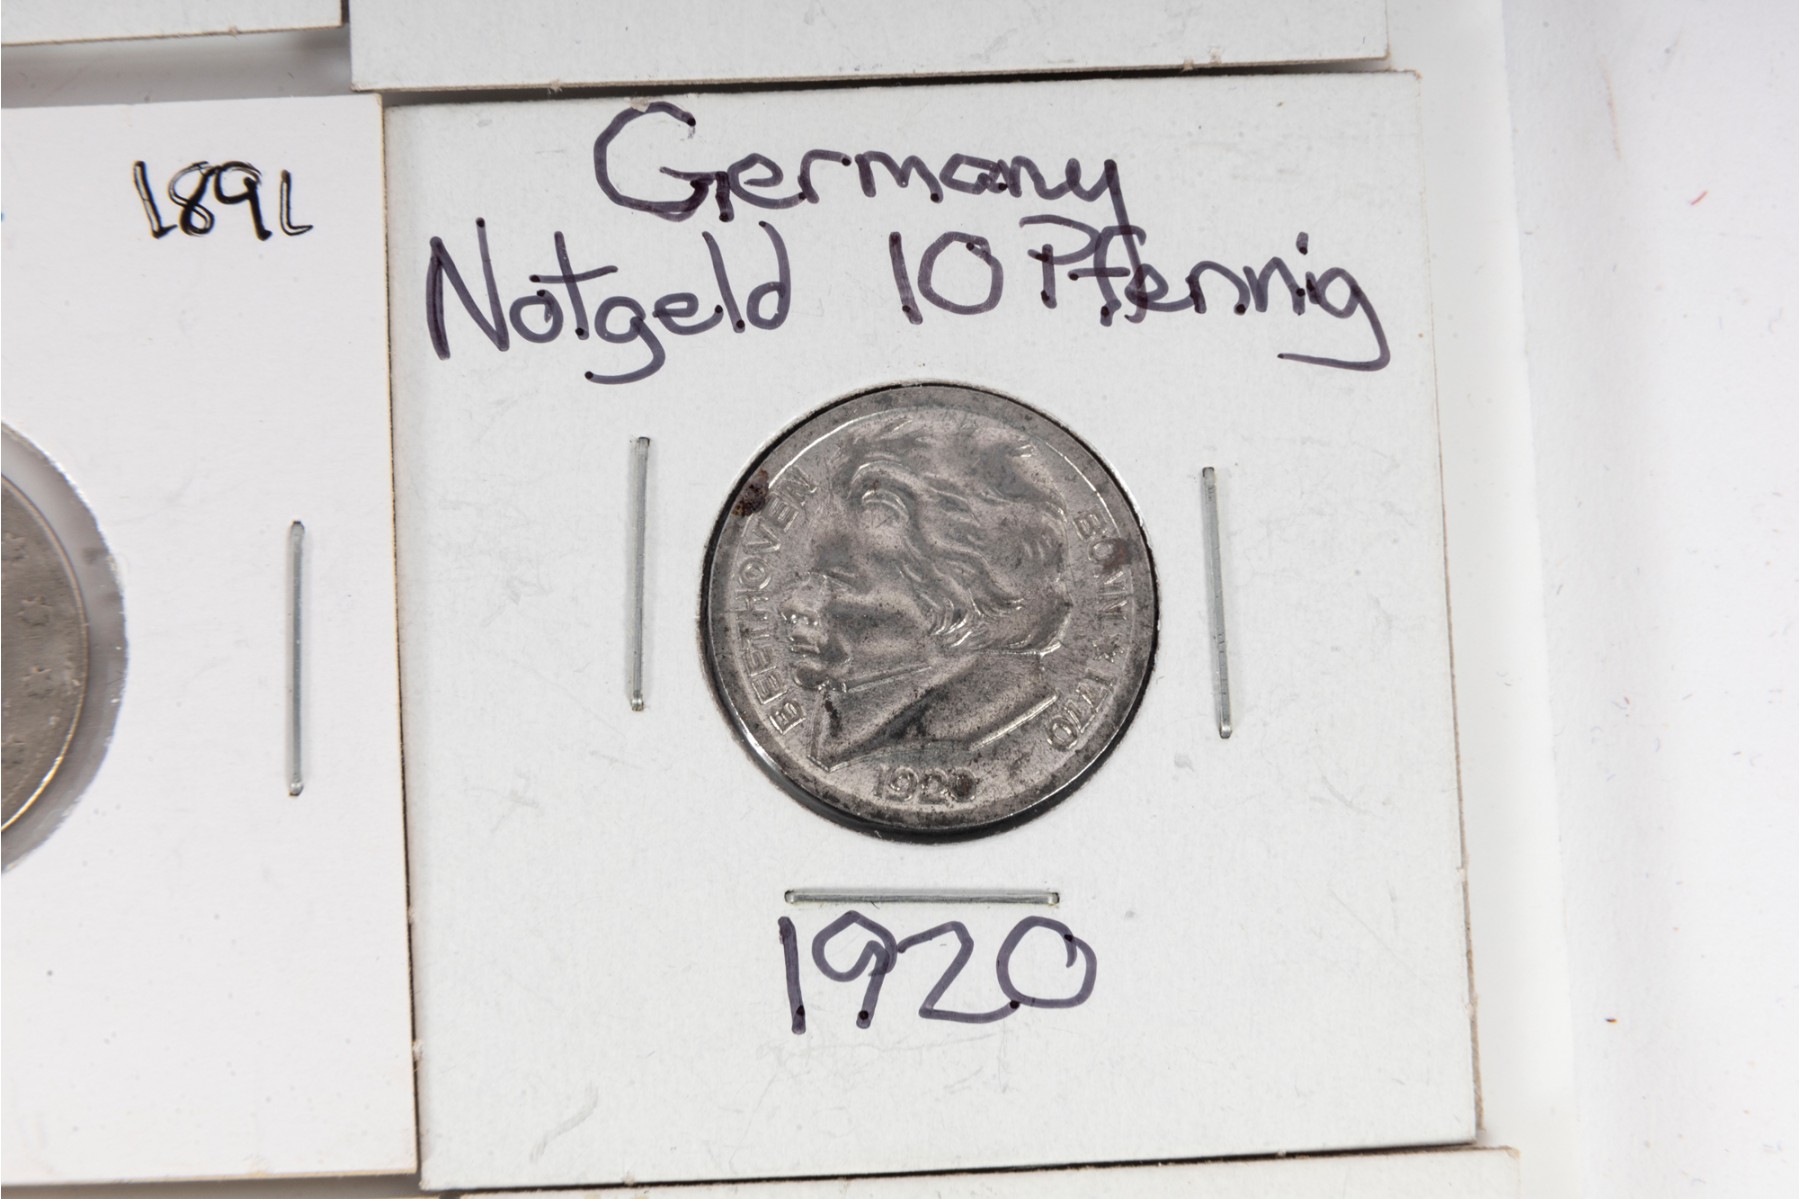 1891
Germany
Notgeld 10 Pfennig
BEETHOVEN
BONN * 1770
1920
1920